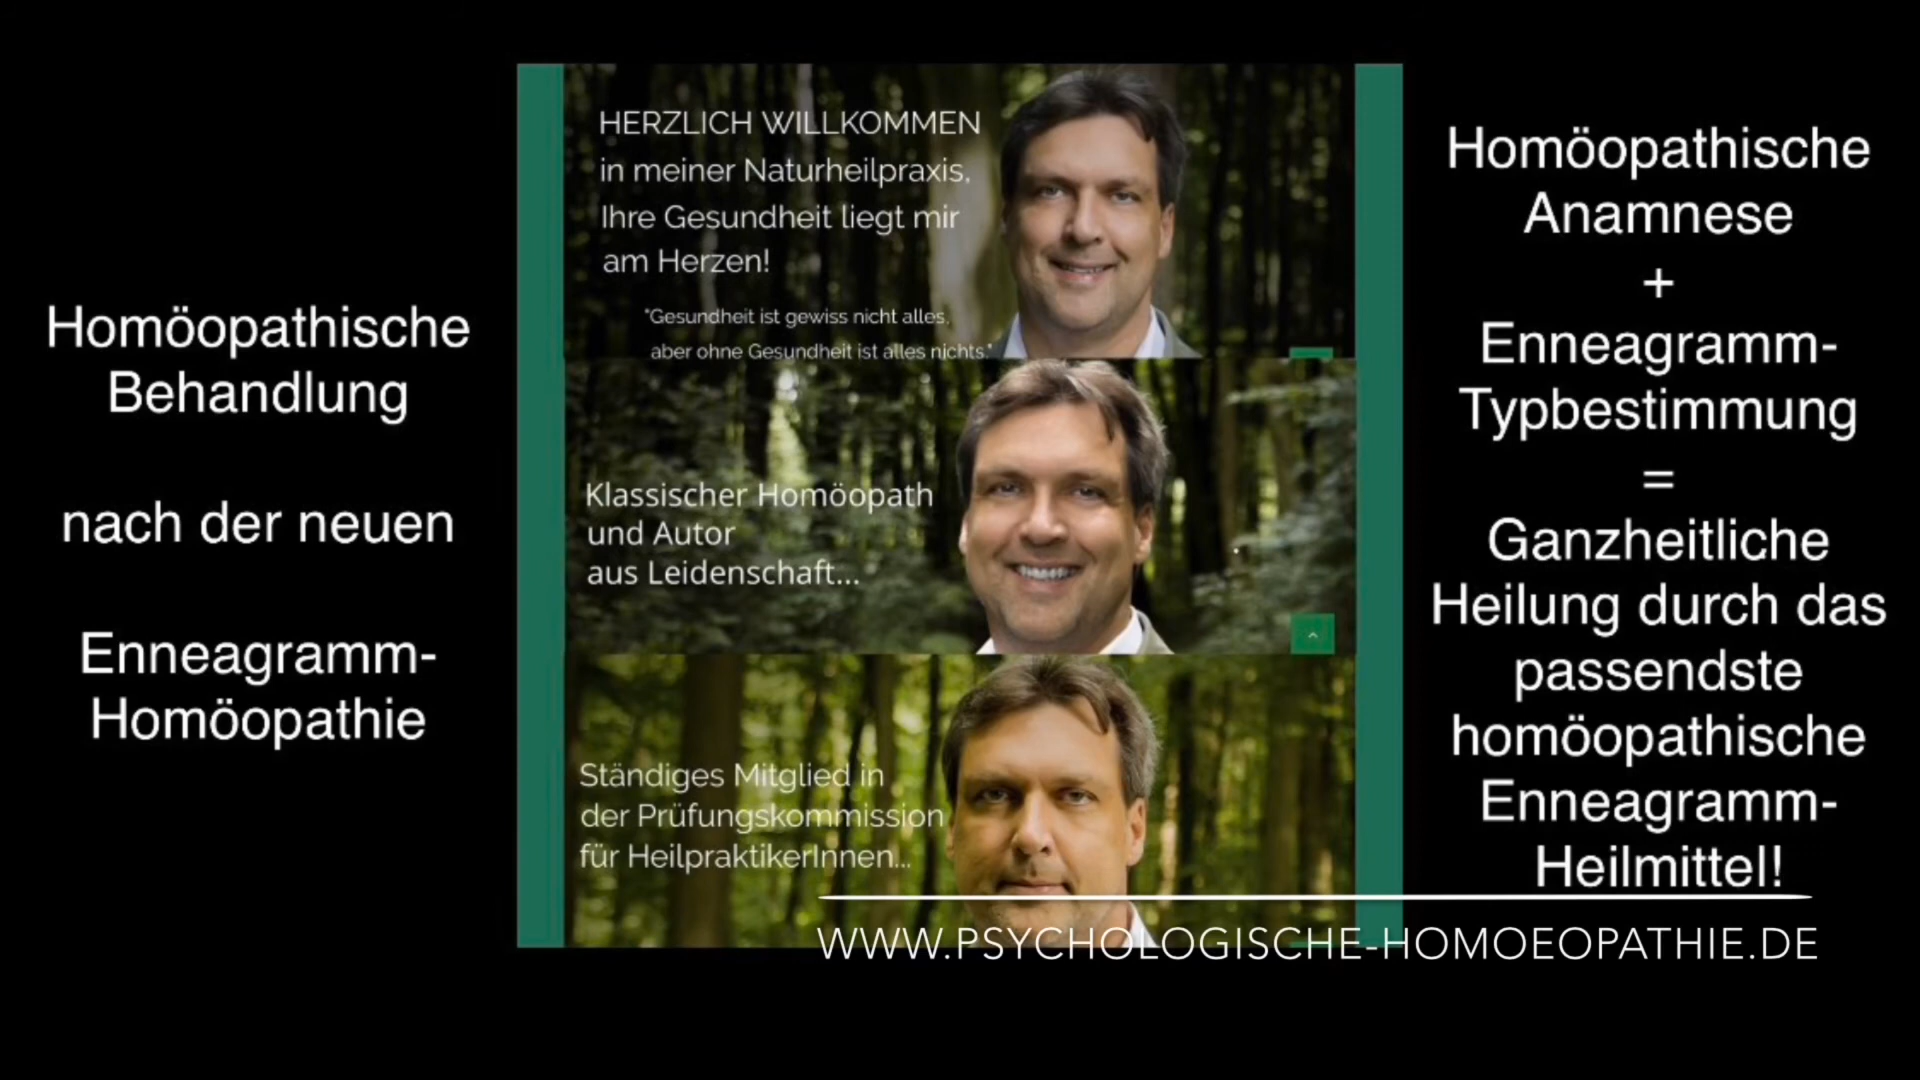 Homöopathische
Behandlung
nach der neuen
Enneagramm-
Homöopathie
HERZLICH WILLKOMMEN
in meiner Naturheilpraxis,
Ihre Gesundheit liegt mir
am Herzen!
"Gesundheit ist gewiss nicht alles,
aber ohne Gesundheit ist alles nichts."
Klassischer Homöopath
und Autor
aus Leidenschaft...
Ständiges Mitglied in
der Prüfungskommission
für HeilpraktikerInnen...
Homöopathische
Anamnese
+
Enneagramm-
Typbestimmung
=
Ganzheitliche
Heilung durch das
passendste
homöopathische
Enneagramm-
Heilmittel!
WWW.PSYCHOLOGISCHE-HOMOEOPATHIE.DE